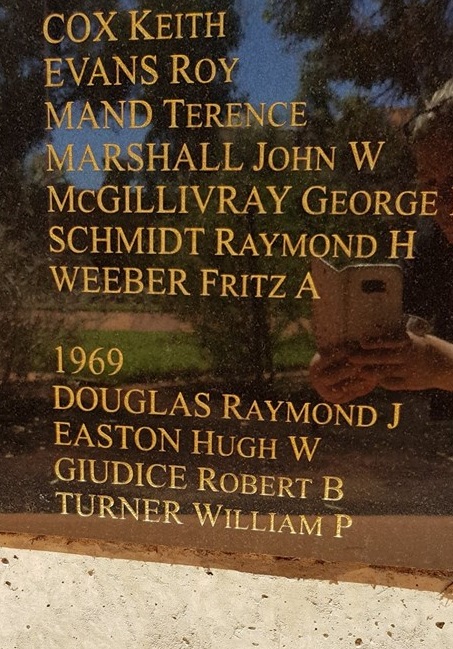 COX KEITH
EVANS ROY
MAND TERENCE
MARSHALL JOHN W
McGILLIVRAY GEORGE
SCHMIDT RAYMOND H
WEEBER FRITZ A
1969
DOUGLAS RAYMOND J
EASTON HUGH W
GIUDICE ROBERT B
TURNER WILLIAM P